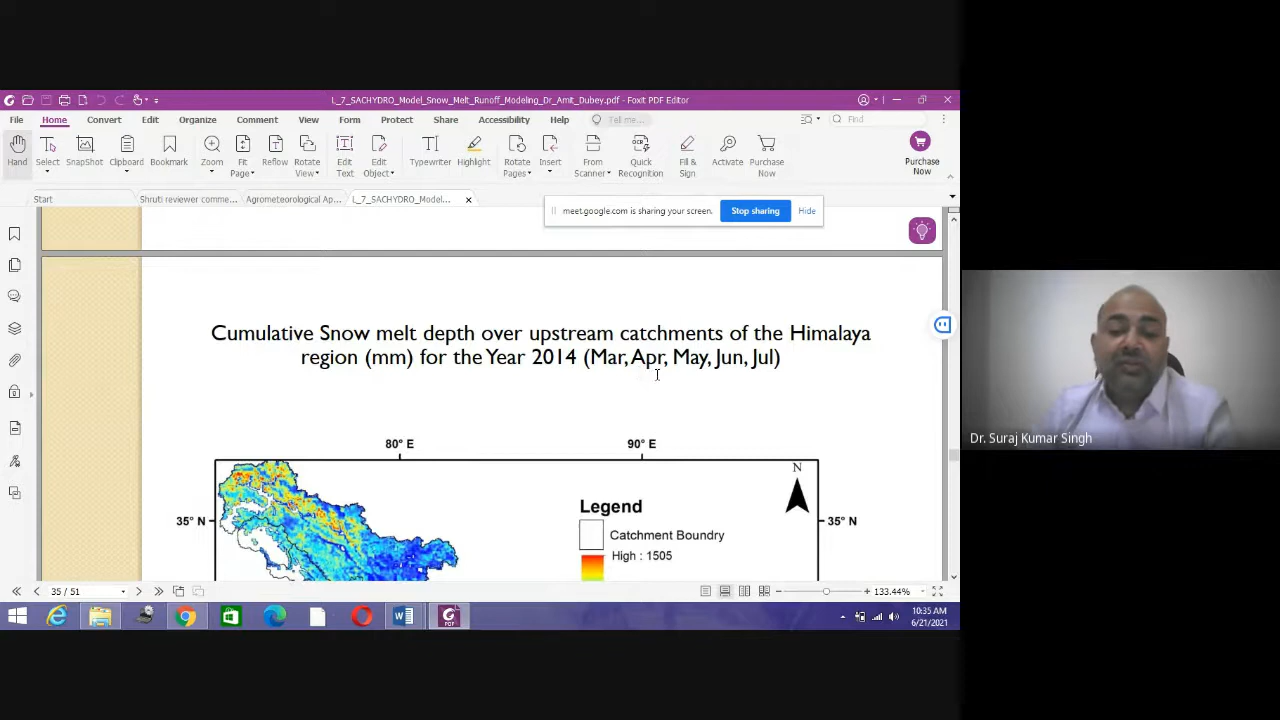 L_7_SACHYDRO_Model_Snow_Melt_Runoff_Modeling_Dr_Amit_Dubey.pdf - Foxit PDF Editor
File Home Convert Edit Organize Comment View Form Protect Share Accessibility Help Tell me... Find
Hand Select SnapShot Clipboard Bookmark Zoom Fit Page Reflow Rotate View Edit Text Edit Object Typewriter Highlight Rotate Pages Insert From Scanner Quick Recognition Fill & Sign Activate Purchase Now
Purchase Now
Start Shruti reviewer comme... Agrometeorological Ap... L_7_SACHYDRO_Model...
meet.google.com is sharing your screen. Stop sharing Hide
Cumulative Snow melt depth over upstream catchments of the Himalaya
region (mm) for the Year 2014 (Mar, Apr, May, Jun, Jul)
80° E 90° E
N
Legend
35° N 35° N
Catchment Boundry
High : 1505
35 / 51 133.44%
10:35 AM
6/21/2021
Dr. Suraj Kumar Singh